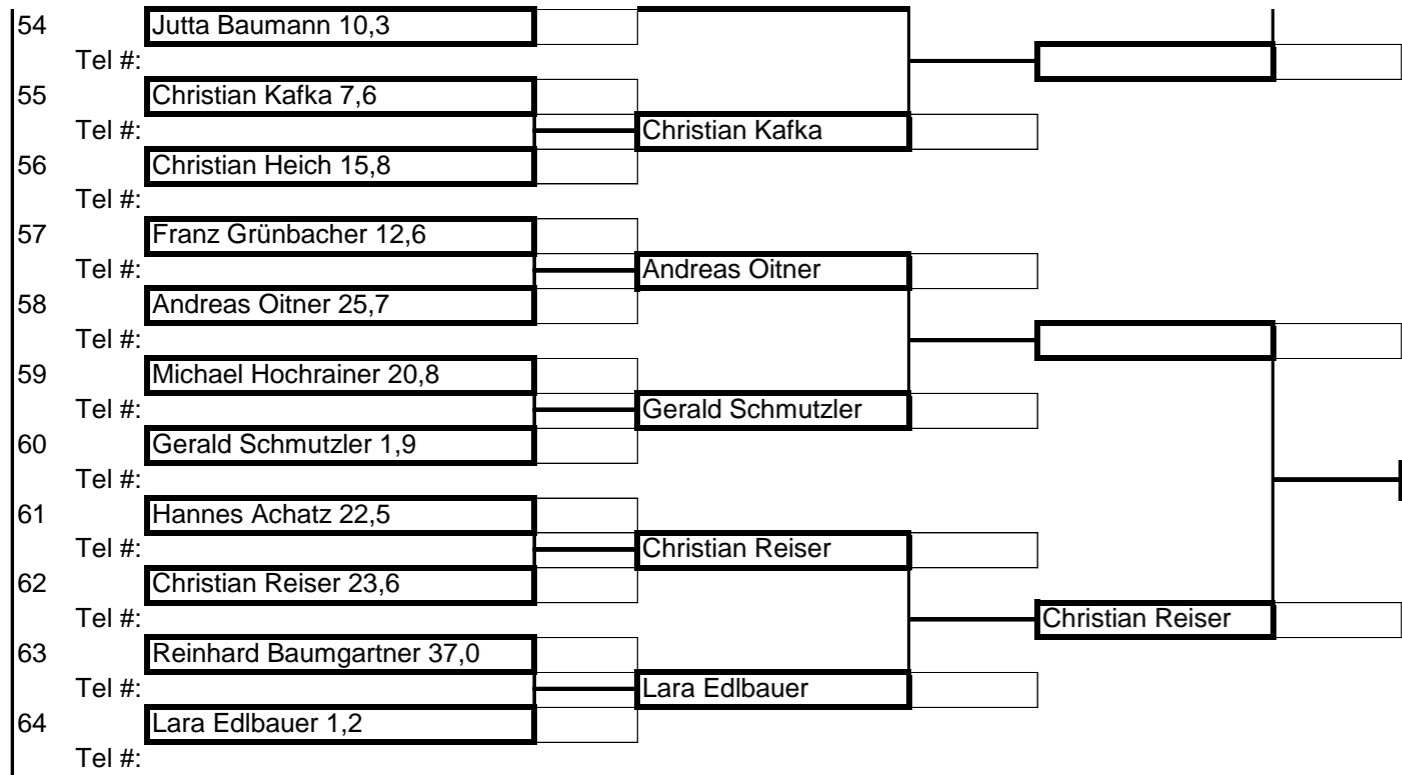 54 Jutta Baumann 10,3
Tel #:
55 Christian Kafka 7,6
Tel #: Christian Kafka
56 Christian Heich 15,8
Tel #:
57 Franz Grünbacher 12,6
Tel #: Andreas Oitner
58 Andreas Oitner 25,7
Tel #:
59 Michael Hochrainer 20,8
Tel #: Gerald Schmutzler
60 Gerald Schmutzler 1,9
Tel #:
61 Hannes Achatz 22,5
Tel #: Christian Reiser
62 Christian Reiser 23,6
Tel #: Christian Reiser
63 Reinhard Baumgartner 37,0
Tel #: Lara Edlbauer
64 Lara Edlbauer 1,2
Tel #: